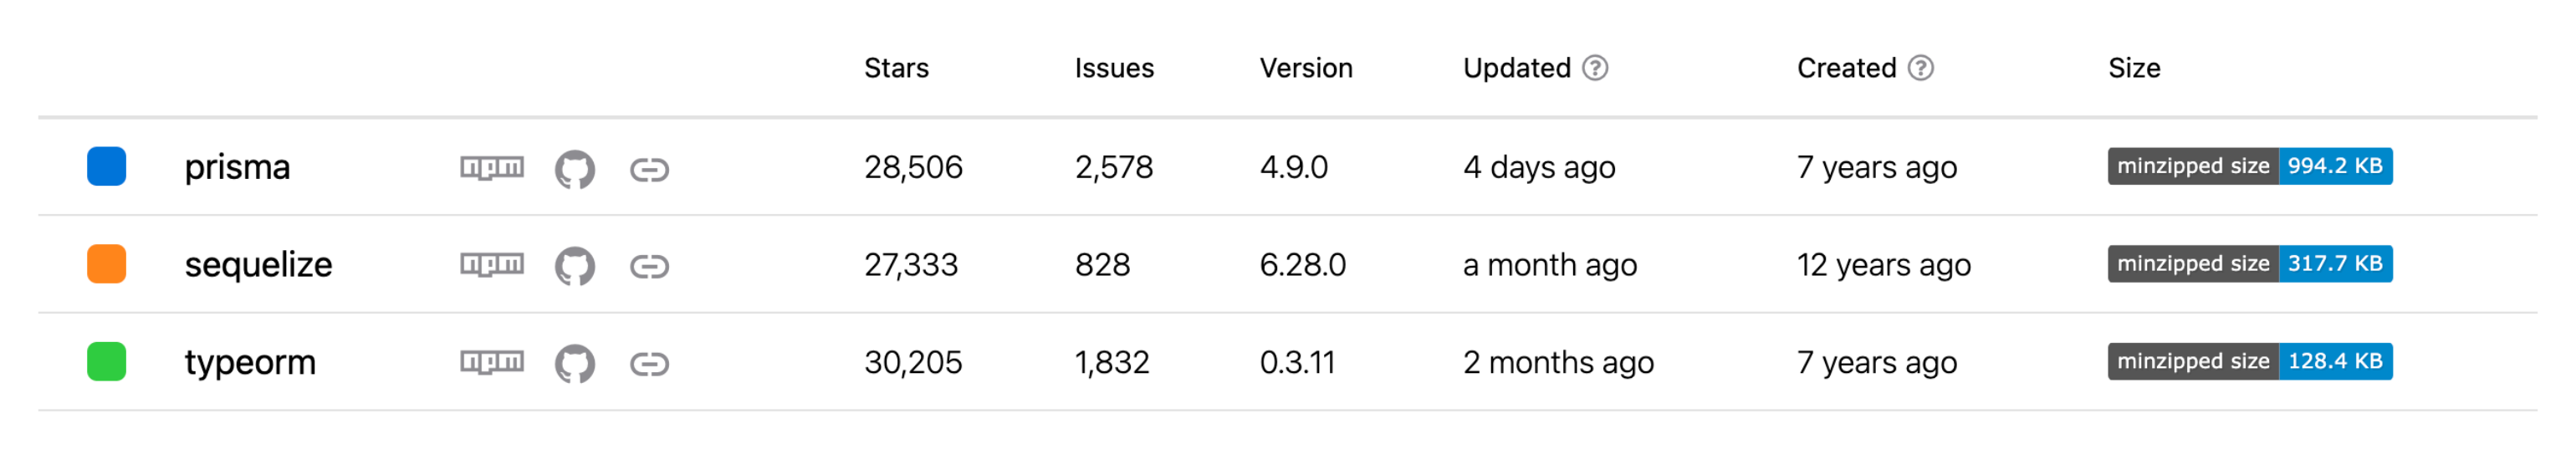 Stars Issues Version Updated ? Created ? Size
prisma npm 28,506 2,578 4.9.0 4 days ago 7 years ago minzipped size 994.2 KB
sequelize npm 27,333 828 6.28.0 a month ago 12 years ago minzipped size 317.7 KB
typeorm npm 30,205 1,832 0.3.11 2 months ago 7 years ago minzipped size 128.4 KB